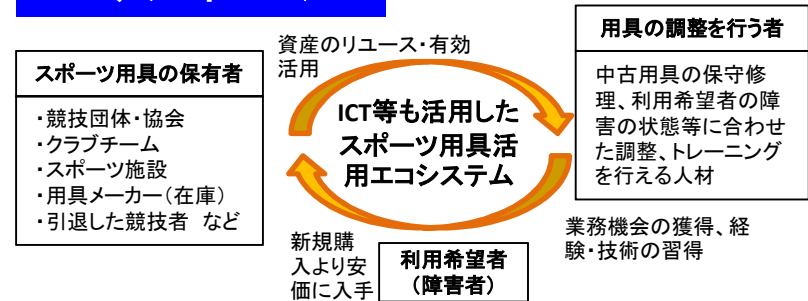 資産のリユース・有効
活用
スポーツ用具の保有者
・競技団体・協会
・クラブチーム
・スポーツ施設
・用具メーカー(在庫)
・引退した競技者 など
ICT等も活用した
スポーツ用具活
用エコシステム
用具の調整を行う者
中古用具の保守修
理、利用希望者の障
害の状態等に合わせ
た調整、トレーニング
を行える人材
業務機会の獲得、経
験・技術の習得
新規購
入より安
価に入手
利用希望者
(障害者)